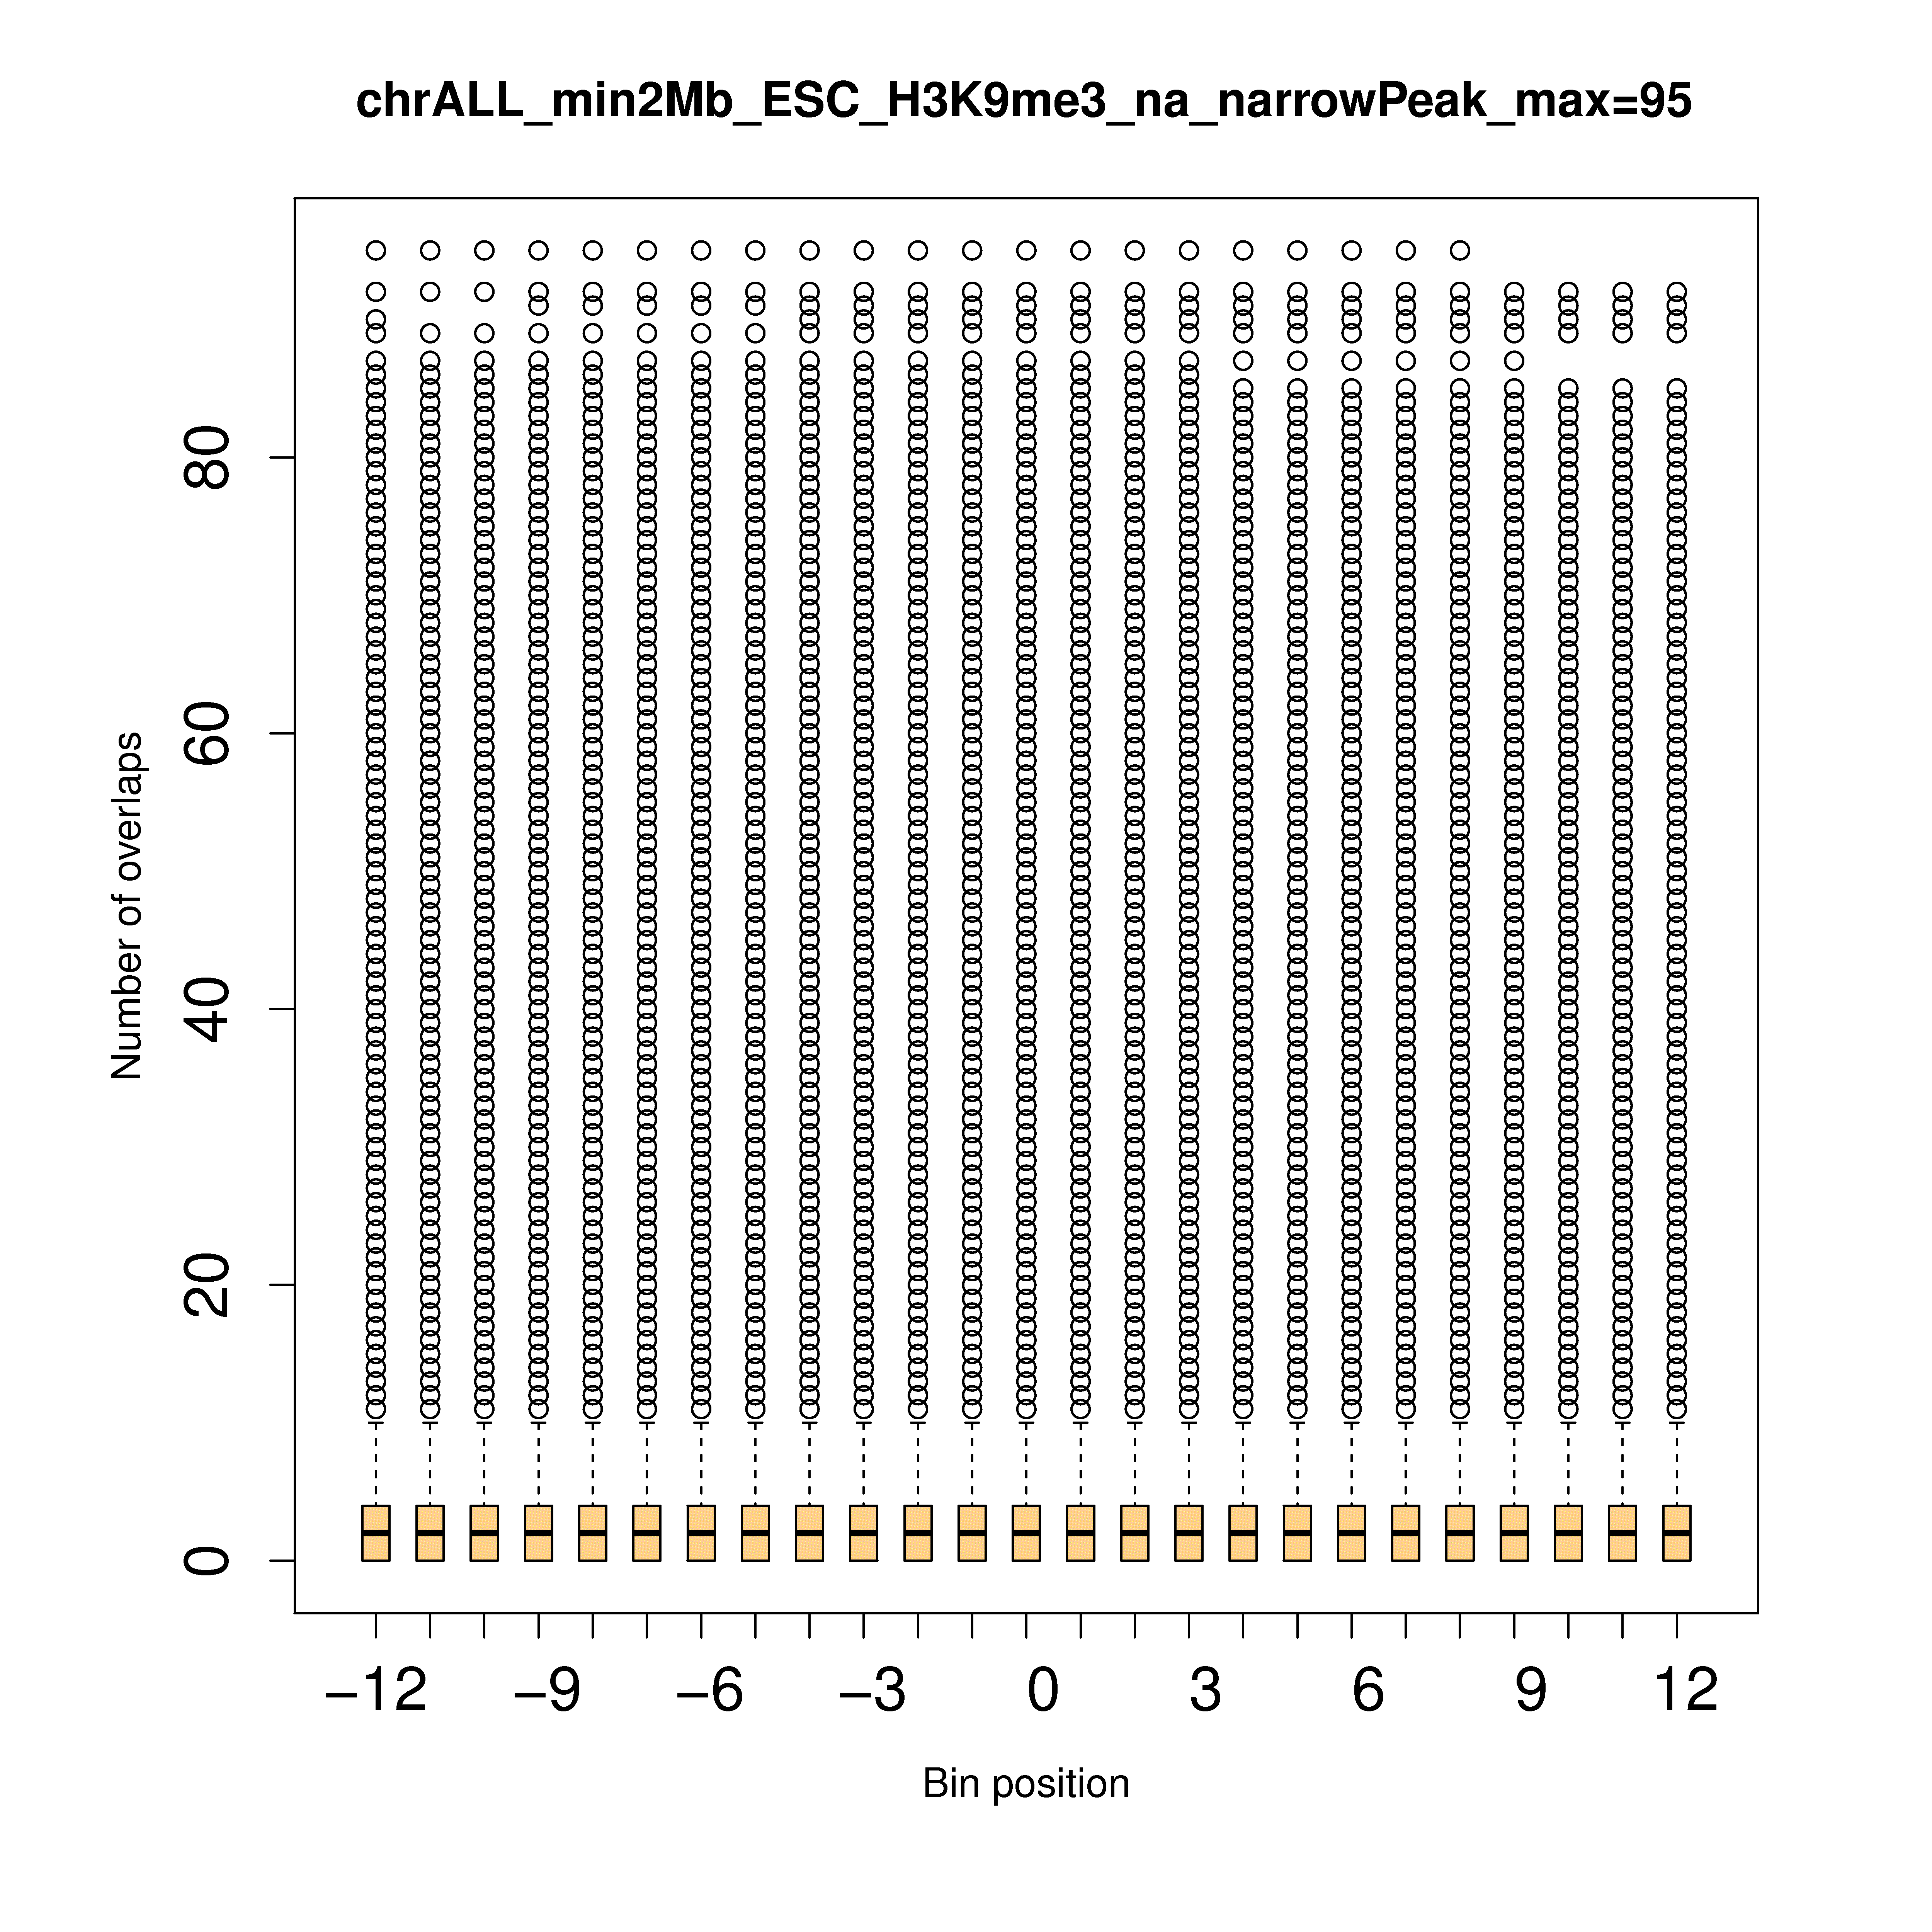 chrALL_min2Mb_ESC_H3K9me3_na_narrowPeak_max=95
Number of overlaps
80
60
40
20
0
−12 −9 −6 −3 0 3 6 9 12
Bin position